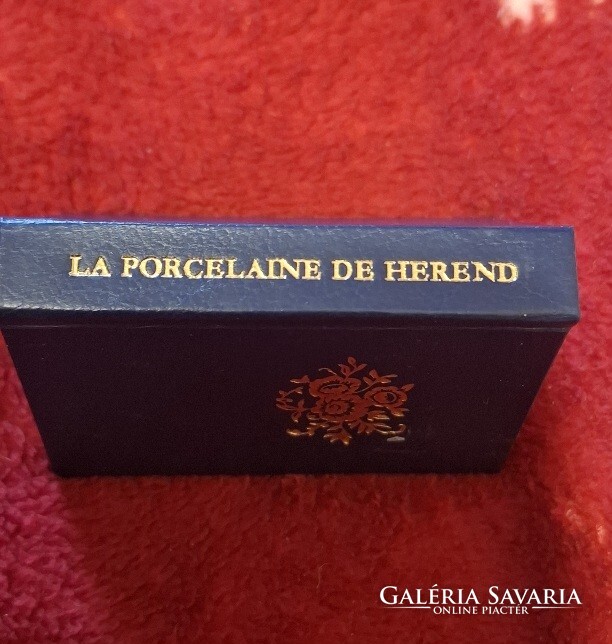 LA PORCELAINE DE HEREND
GALÉRIA SAVARIA
ONLINE PIACTÉR